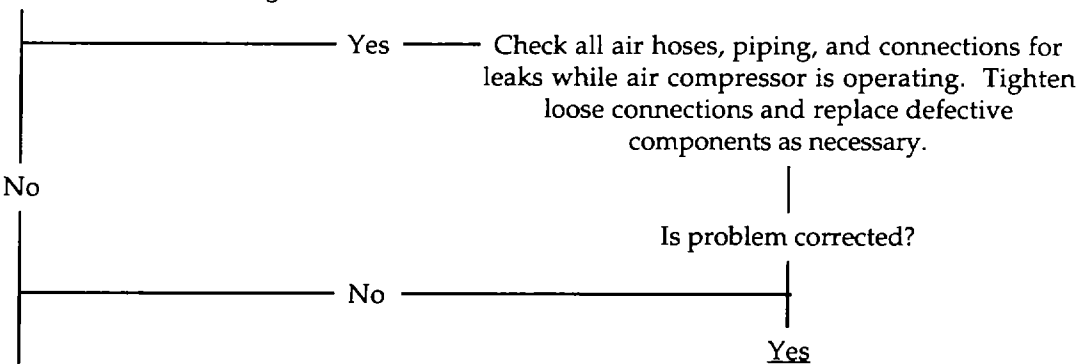 Yes
Check all air hoses, piping, and connections for
leaks while air compressor is operating. Tighten
loose connections and replace defective
components as necessary.
No
Is problem corrected?
No
Yes